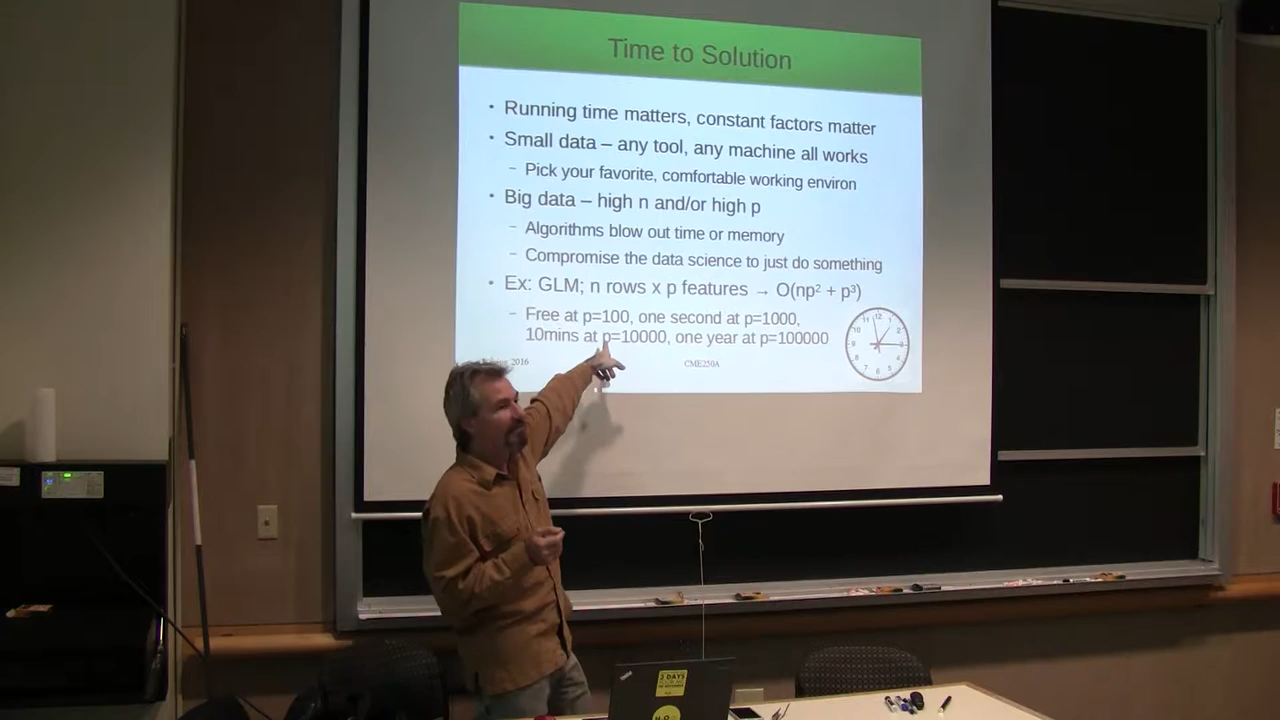 Time to Solution
• Running time matters, constant factors matter
• Small data – any tool, any machine all works
– Pick your favorite, comfortable working environ
• Big data – high n and/or high p
– Algorithms blow out time or memory
– Compromise the data science to just do something
• Ex: GLM; n rows x p features → O(np² + p³)
– Free at p=100, one second at p=1000,
10mins at p=10000, one year at p=100000
2016
CME250A
3 DAYS